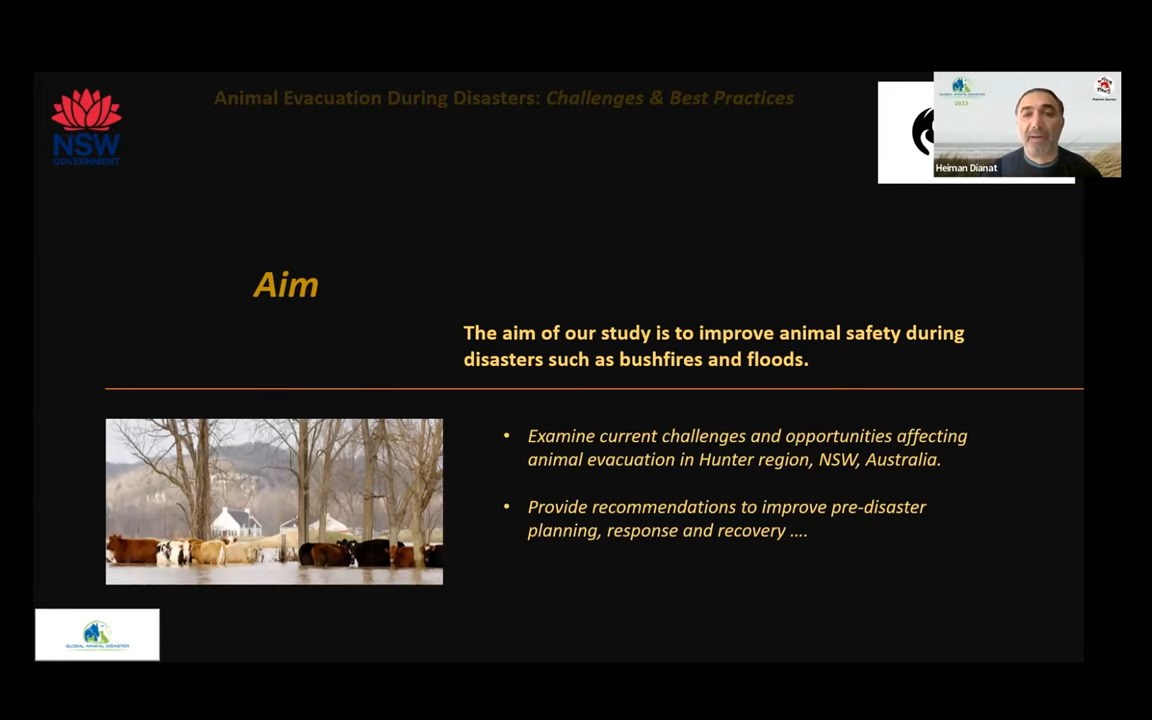 Animal Evacuation During Disasters: Challenges & Best Practices
NSW
GOVERNMENT
2023
Heiman Dianat
Aim
The aim of our study is to improve animal safety during
disasters such as bushfires and floods.
• Examine current challenges and opportunities affecting
animal evacuation in Hunter region, NSW, Australia.
• Provide recommendations to improve pre-disaster
planning, response and recovery ....
GLOBAL ANIMAL DISASTER